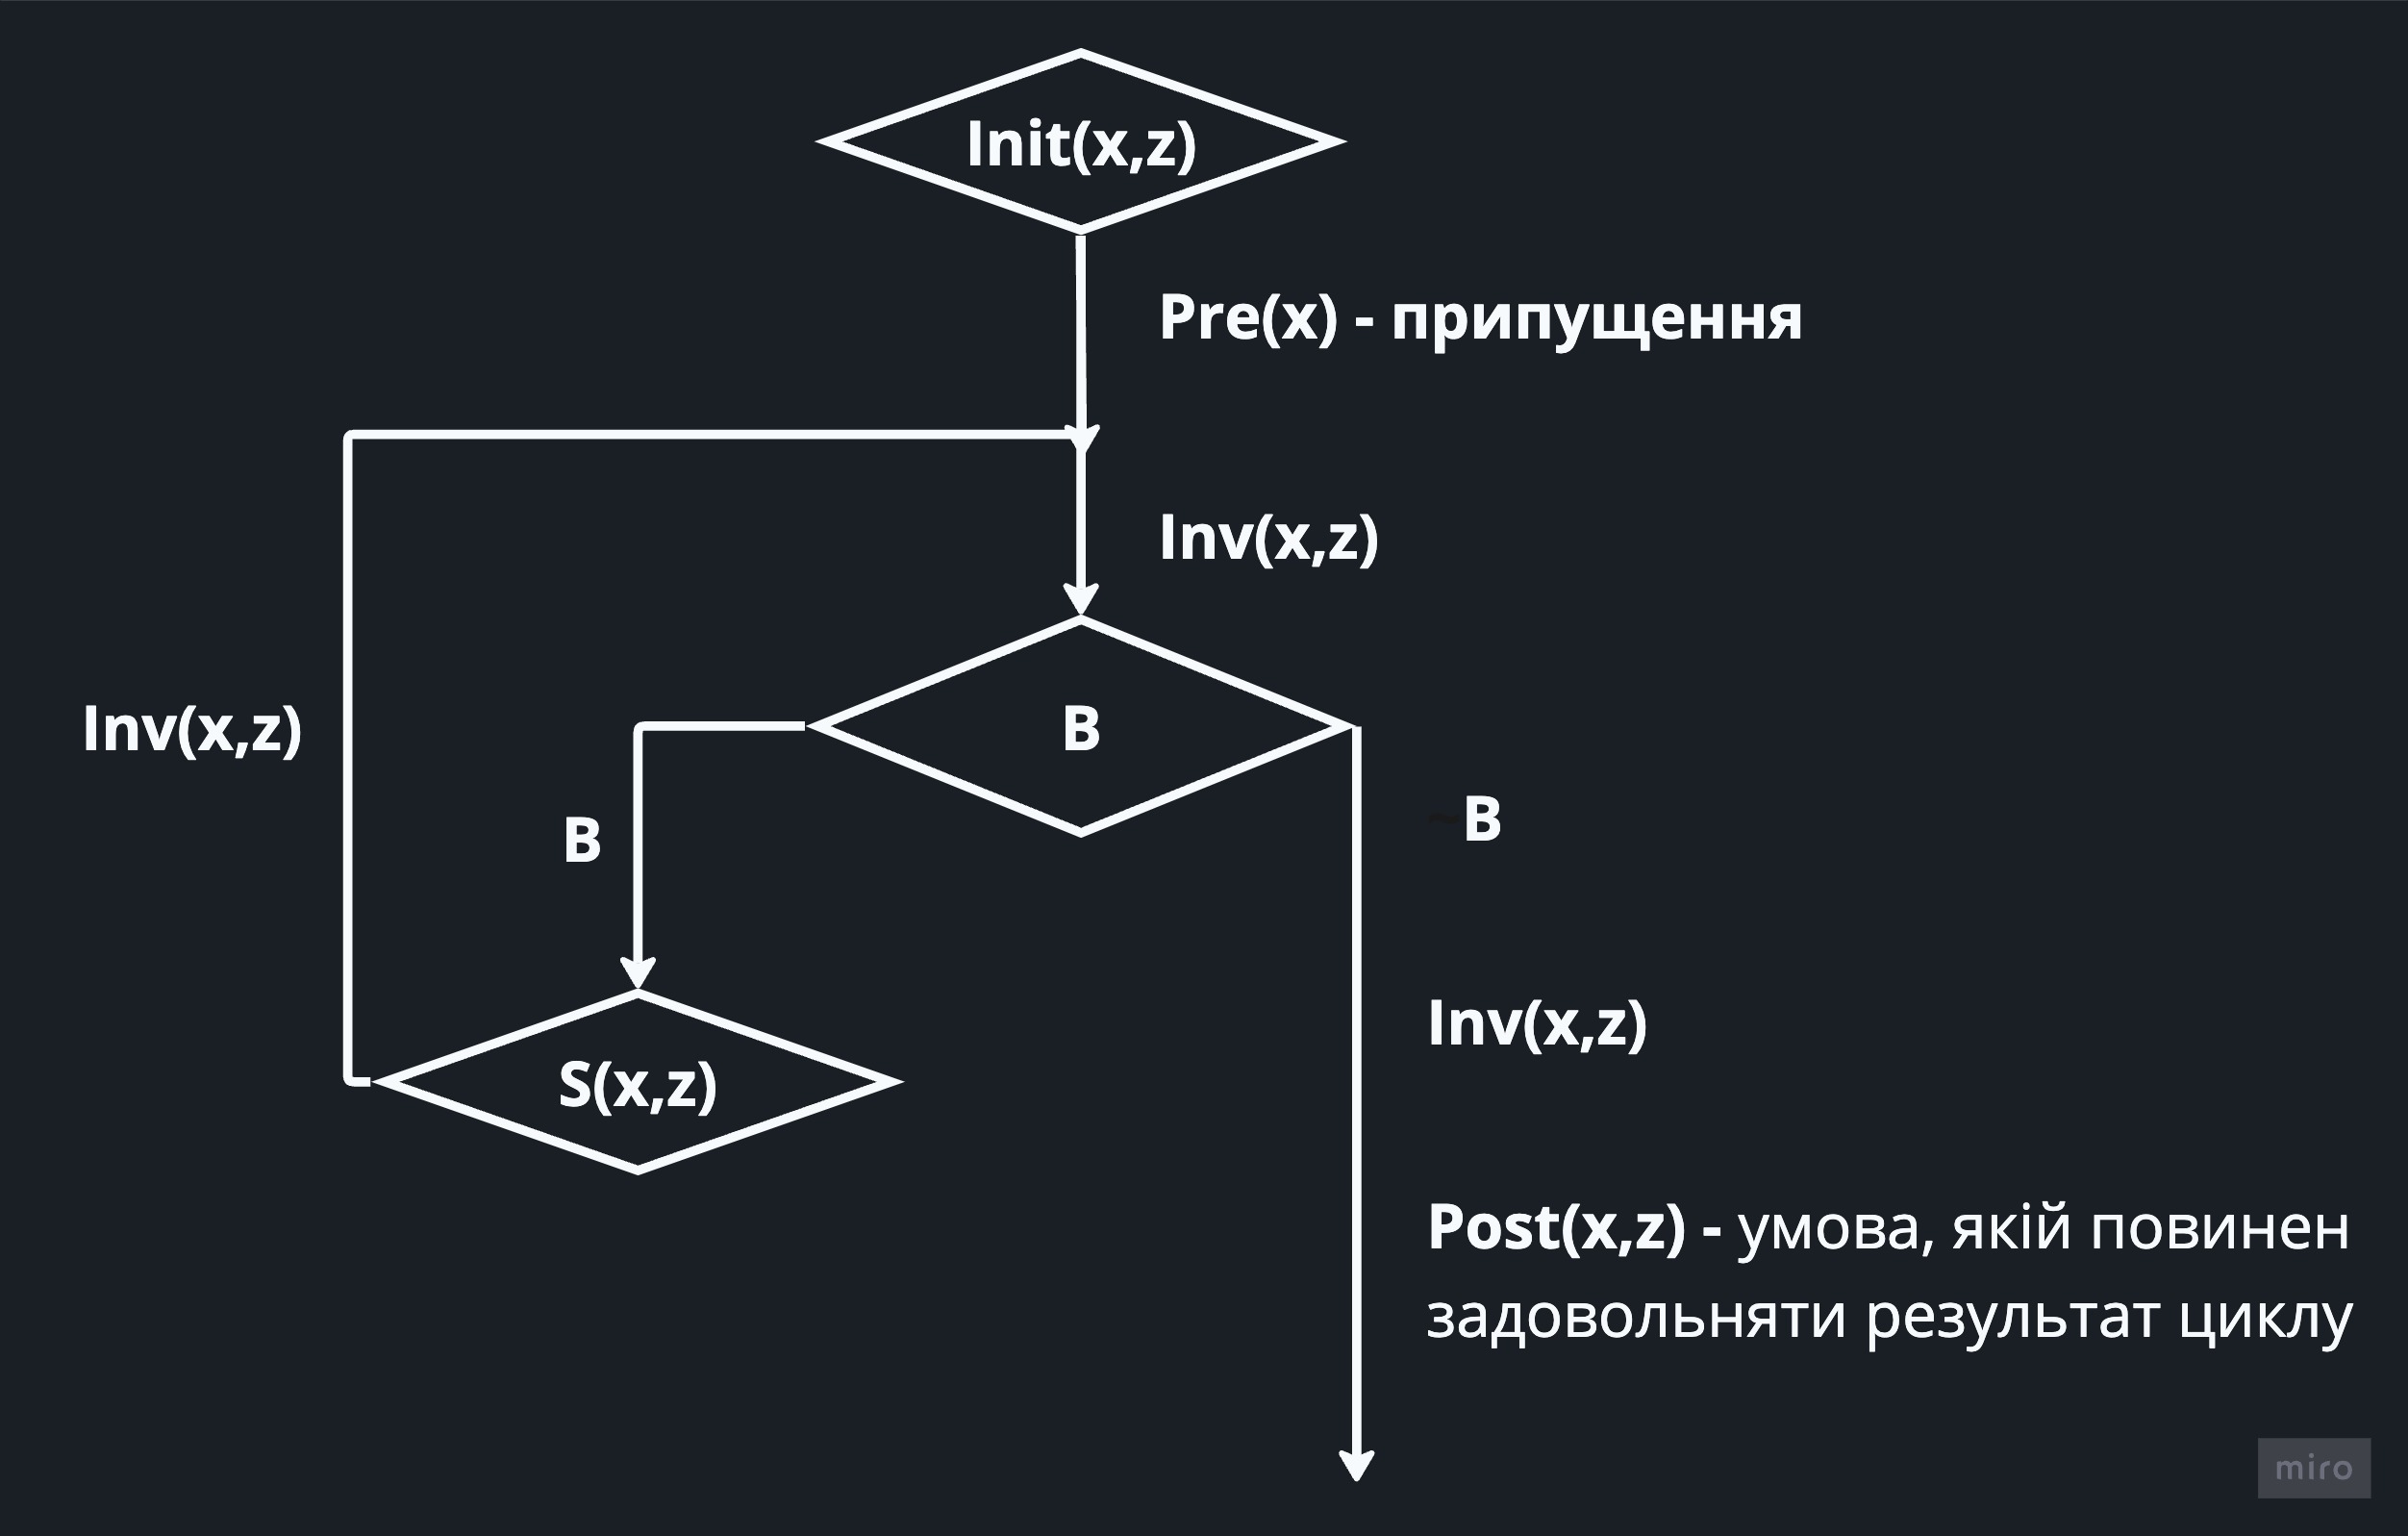 Init(x,z)
Pre(x) - припущення
Inv(x,z)
Inv(x,z)
B
B
~B
S(x,z)
Inv(x,z)
Post(x,z) - умова, якій повинен
задовольняти результат циклу
miro